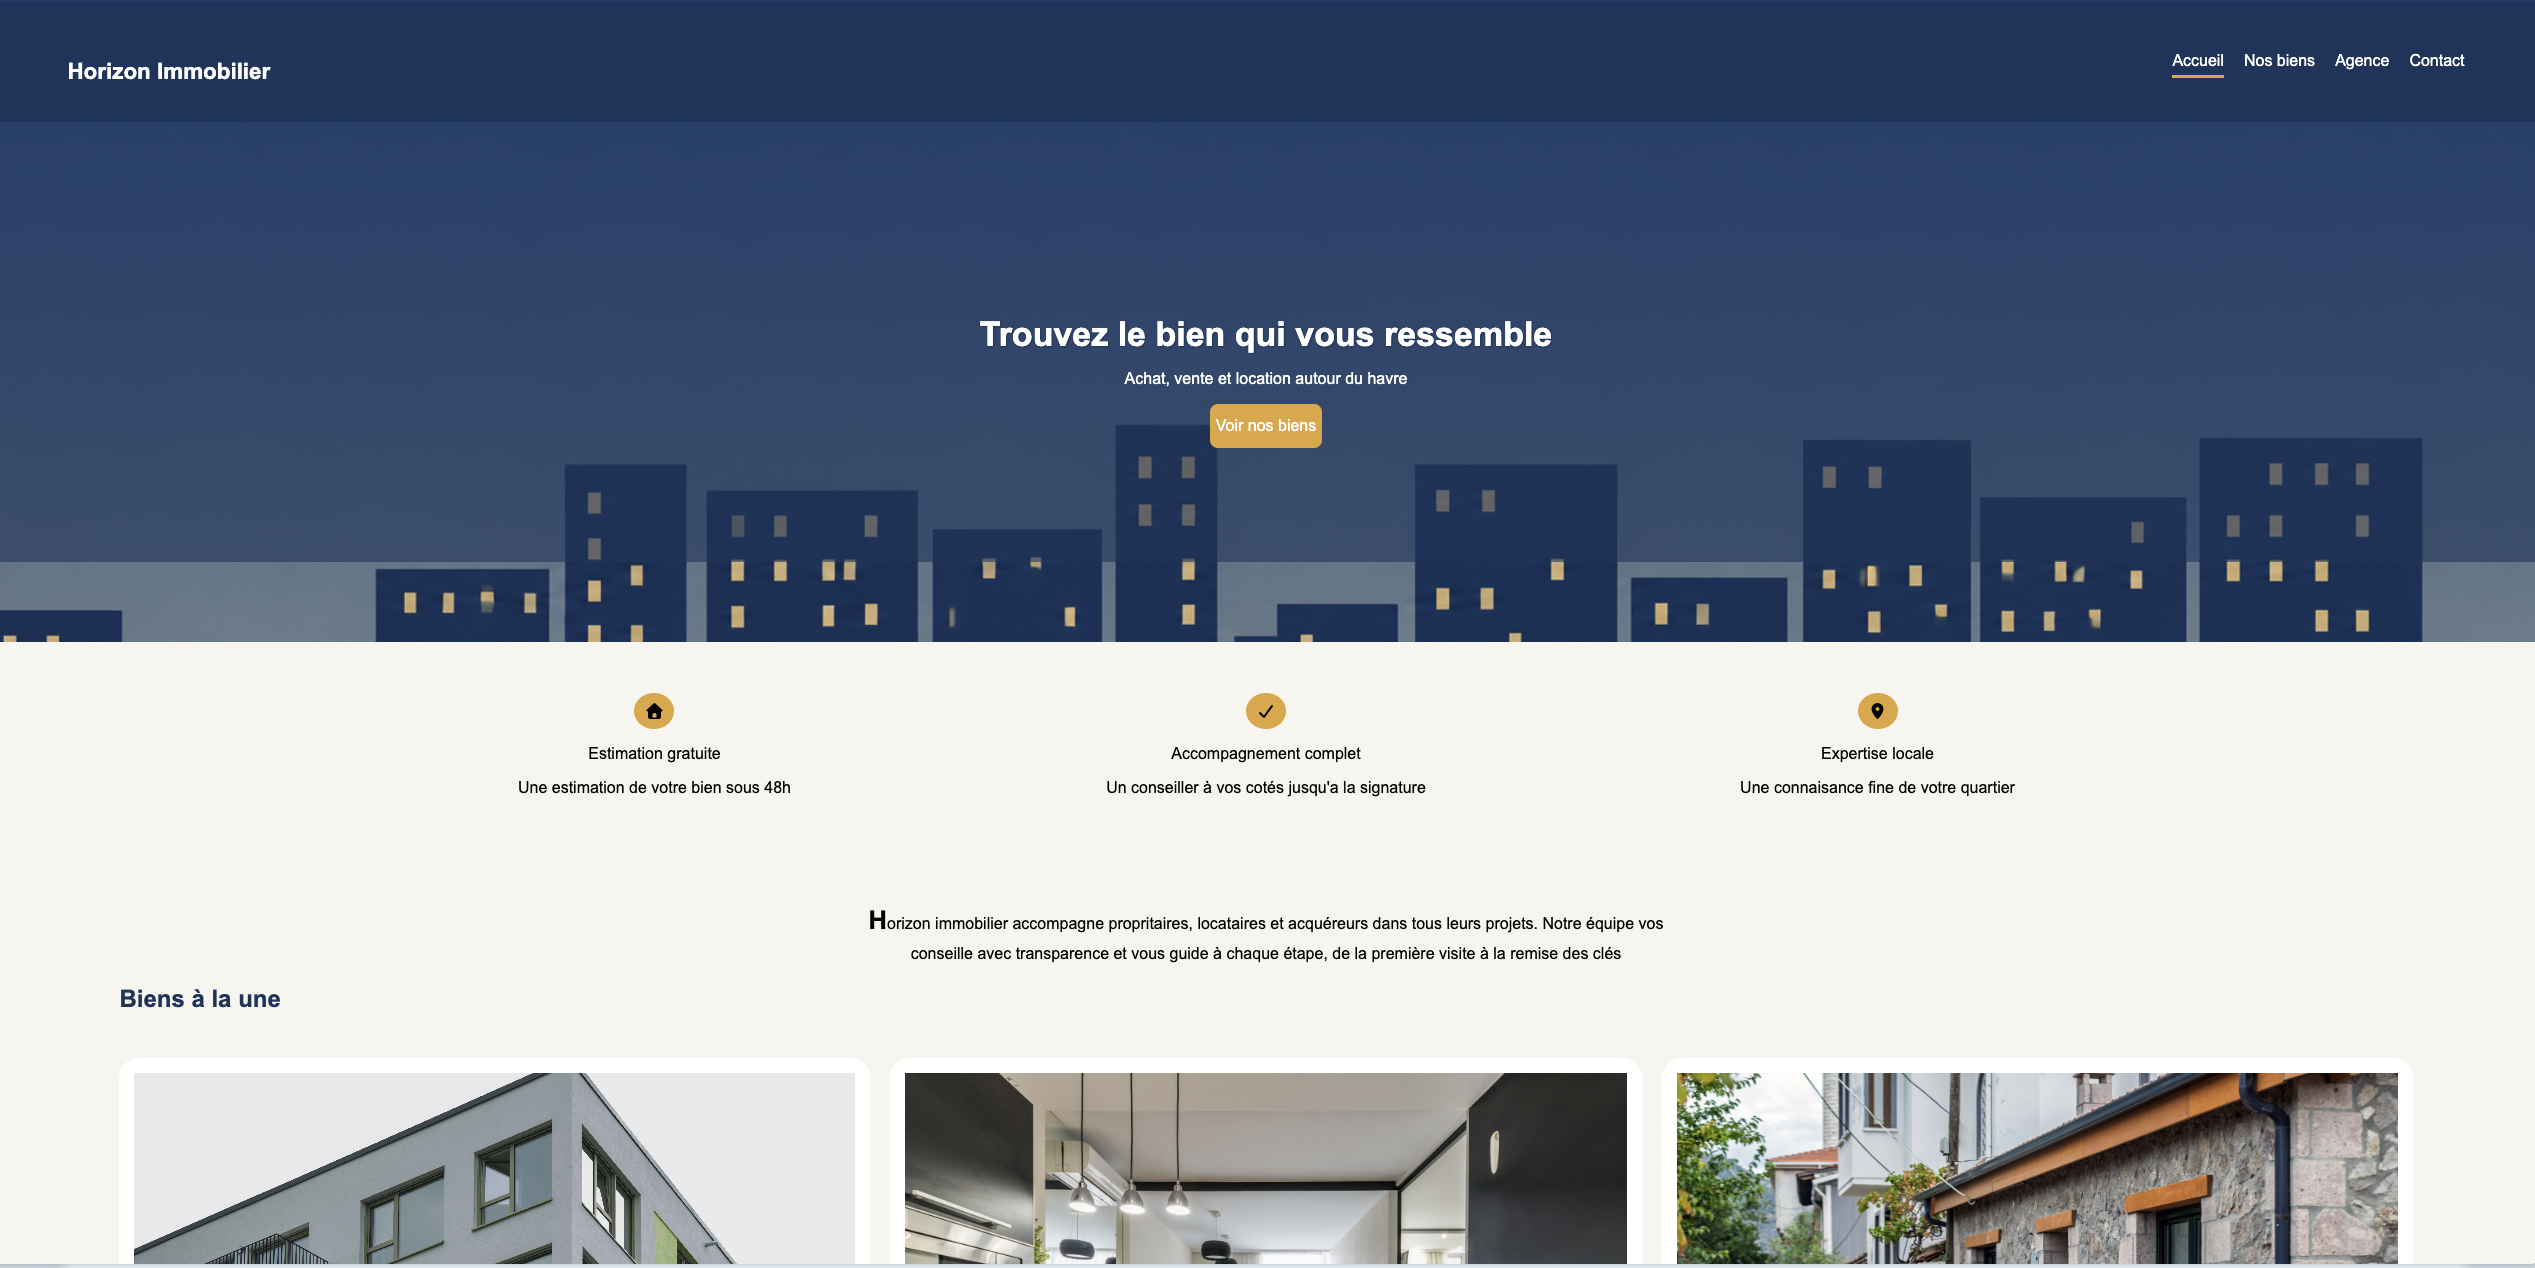 Horizon Immobilier
Accueil Nos biens Agence Contact
Trouvez le bien qui vous ressemble
Achat, vente et location autour du havre
Voir nos biens
Estimation gratuite
Une estimation de votre bien sous 48h
Accompagnement complet
Un conseiller à vos cotés jusqu'a la signature
Expertise locale
Une connaisance fine de votre quartier
Horizon immobilier accompagne propritaires, locataires et acquéreurs dans tous leurs projets. Notre équipe vos
conseille avec transparence et vous guide à chaque étape, de la première visite à la remise des clés
Biens à la une